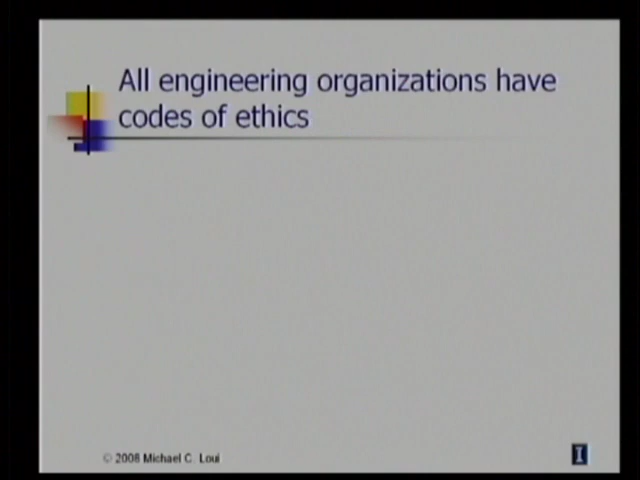 All engineering organizations have
codes of ethics
© 2008 Michael C. Loui
I